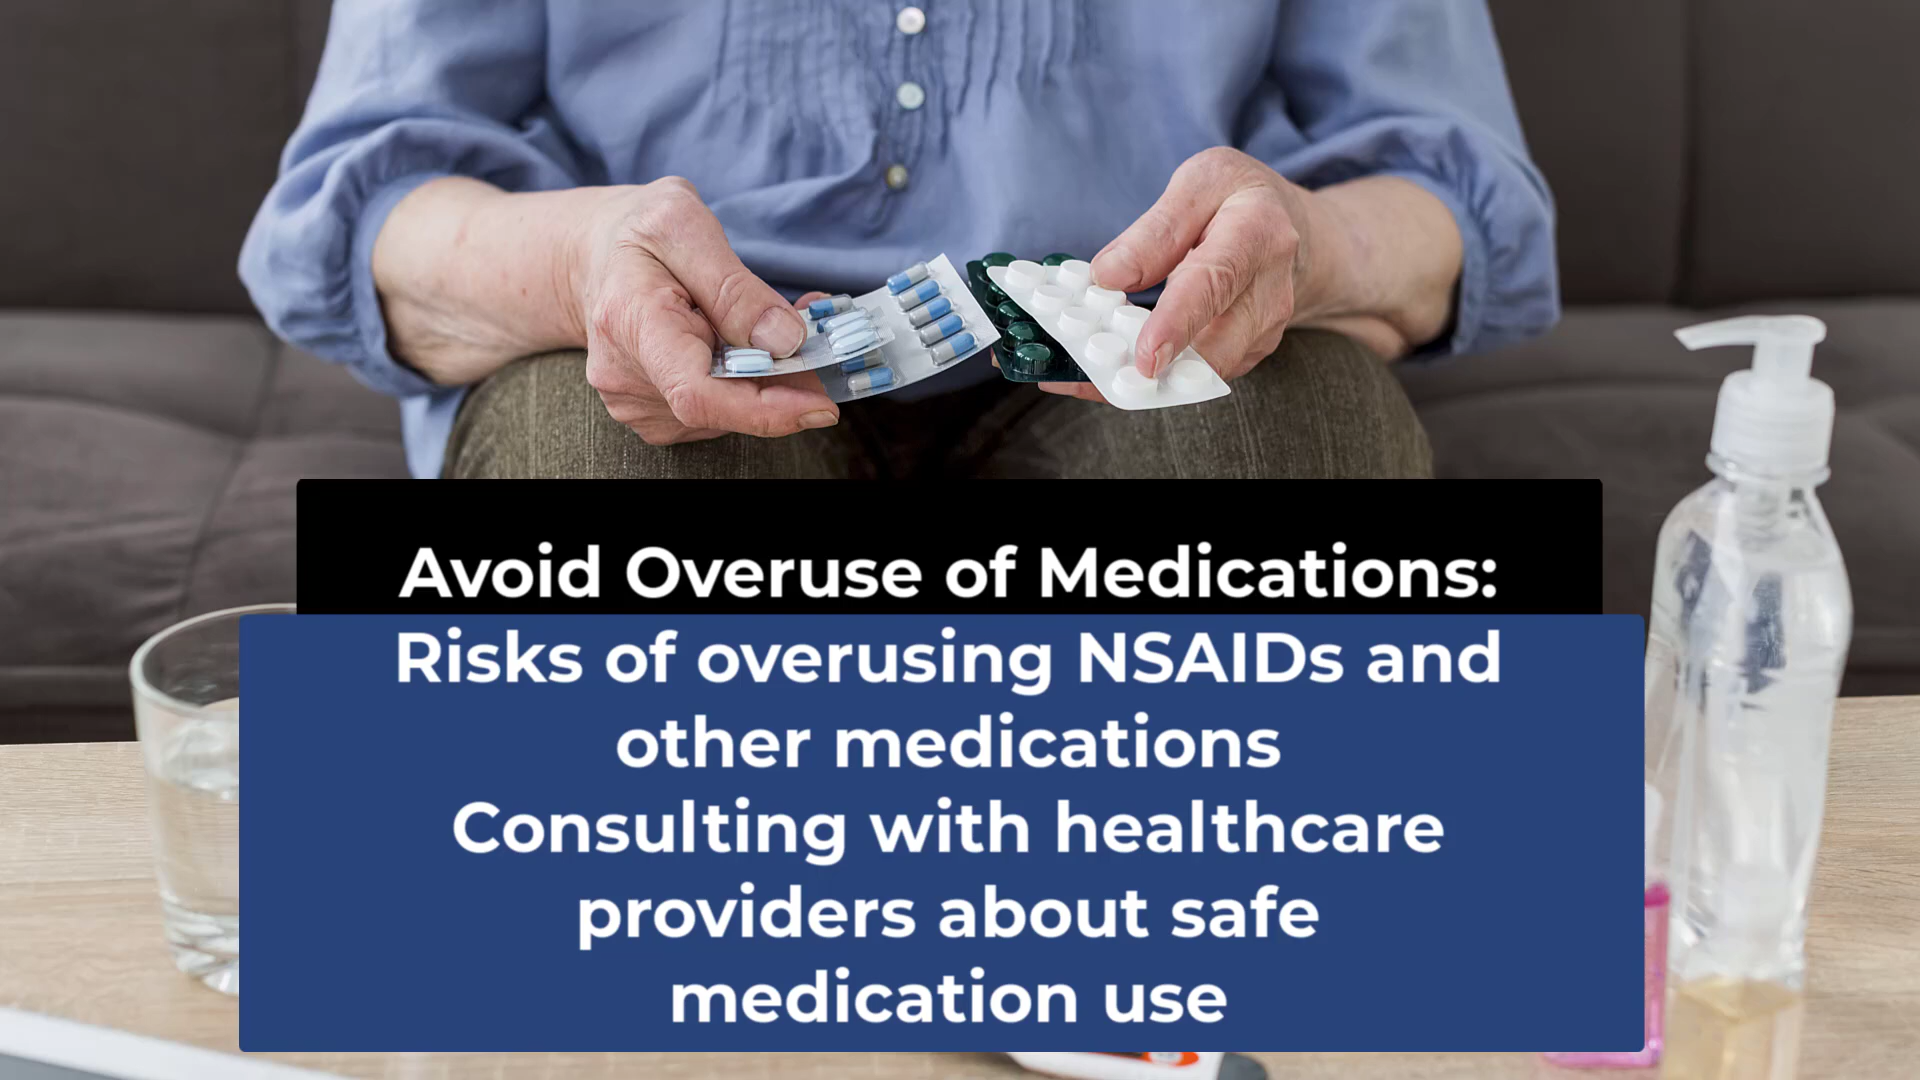 Avoid Overuse of Medications:
Risks of overusing NSAIDs and
other medications
Consulting with healthcare
providers about safe
medication use